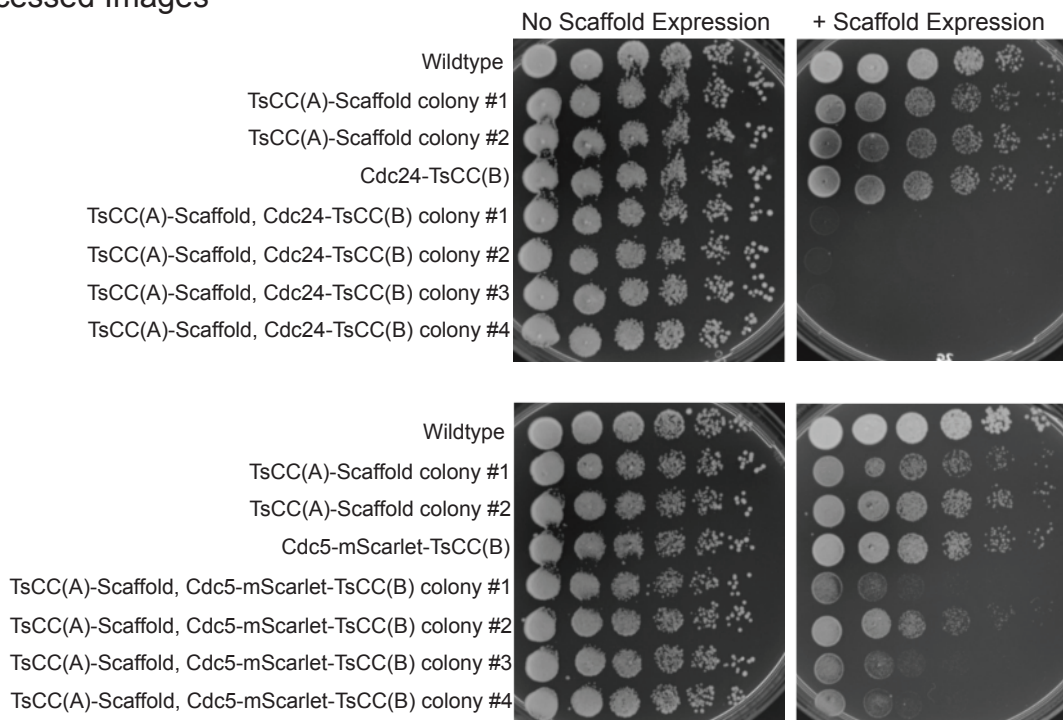 No Scaffold Expression
+ Scaffold Expression
Wildtype
TsCC(A)-Scaffold colony #1
TsCC(A)-Scaffold colony #2
Cdc24-TsCC(B)
TsCC(A)-Scaffold, Cdc24-TsCC(B) colony #1
TsCC(A)-Scaffold, Cdc24-TsCC(B) colony #2
TsCC(A)-Scaffold, Cdc24-TsCC(B) colony #3
TsCC(A)-Scaffold, Cdc24-TsCC(B) colony #4
Wildtype
TsCC(A)-Scaffold colony #1
TsCC(A)-Scaffold colony #2
Cdc5-mScarlet-TsCC(B)
TsCC(A)-Scaffold, Cdc5-mScarlet-TsCC(B) colony #1
TsCC(A)-Scaffold, Cdc5-mScarlet-TsCC(B) colony #2
TsCC(A)-Scaffold, Cdc5-mScarlet-TsCC(B) colony #3
TsCC(A)-Scaffold, Cdc5-mScarlet-TsCC(B) colony #4